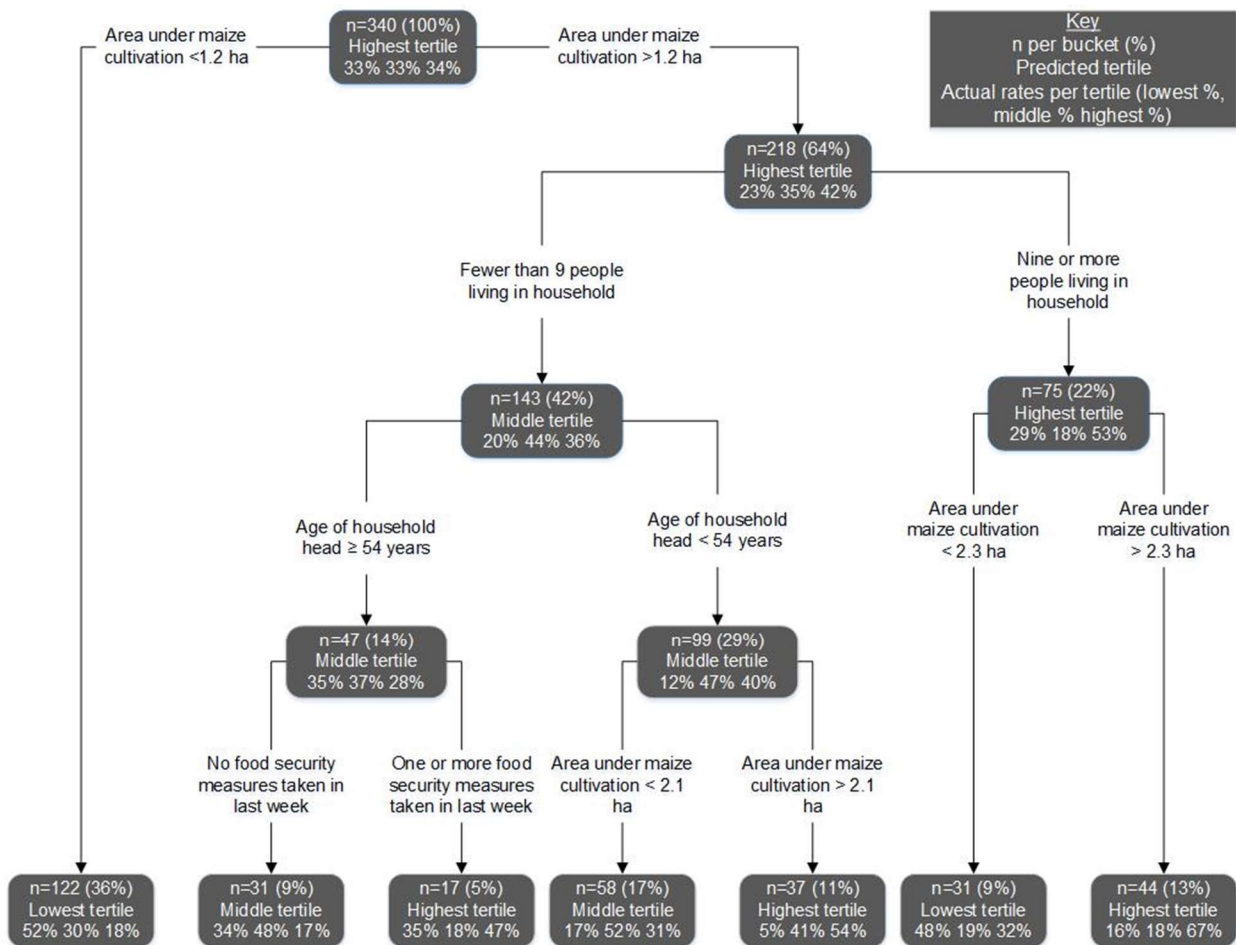 Area under maize
cultivation <1.2 ha
n=340 (100%)
Highest tertile
33% 33% 34%
Area under maize
cultivation >1.2 ha
Key
n per bucket (%)
Predicted tertile
Actual rates per tertile (lowest %,
middle % highest %)
n=218 (64%)
Highest tertile
23% 35% 42%
Fewer than 9 people
living in household
Nine or more
people living in
household
n=143 (42%)
Middle tertile
20% 44% 36%
n=75 (22%)
Highest tertile
29% 18% 53%
Age of household
head ≥ 54 years
Age of household
head < 54 years
Area under
maize cultivation
< 2.3 ha
Area under
maize cultivation
> 2.3 ha
n=47 (14%)
Middle tertile
35% 37% 28%
n=99 (29%)
Middle tertile
12% 47% 40%
No food security
measures taken in
last week
One or more food
security measures
taken in last week
Area under maize
cultivation < 2.1
ha
Area under maize
cultivation > 2.1
ha
n=122 (36%)
Lowest tertile
52% 30% 18%
n=31 (9%)
Middle tertile
34% 48% 17%
n=17 (5%)
Highest tertile
35% 18% 47%
n=58 (17%)
Middle tertile
17% 52% 31%
n=37 (11%)
Highest tertile
5% 41% 54%
n=31 (9%)
Lowest tertile
48% 19% 32%
n=44 (13%)
Highest tertile
16% 18% 67%